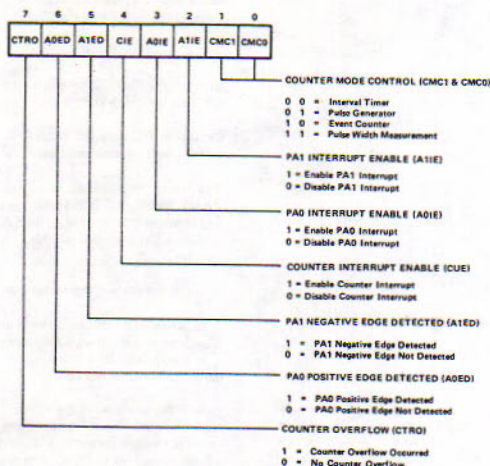 7 6 5 4 3 2 1 0
CTRO A0ED A1ED CIE A0IE A1IE CMC1 CMC0
COUNTER MODE CONTROL (CMC1 & CMC0)
0 0 = Interval Timer
0 1 = Pulse Generator
1 0 = Event Counter
1 1 = Pulse Width Measurement
PA1 INTERRUPT ENABLE (A1IE)
1 = Enable PA1 Interrupt
0 = Disable PA1 Interrupt
PA0 INTERRUPT ENABLE (A0IE)
1 = Enable PA0 Interrupt
0 = Disable PA0 Interrupt
COUNTER INTERRUPT ENABLE (CUE)
1 = Enable Counter Interrupt
0 = Disable Counter Interrupt
PA1 NEGATIVE EDGE DETECTED (A1ED)
1 = PA1 Negative Edge Detected
0 = PA1 Negative Edge Not Detected
PA0 POSITIVE EDGE DETECTED (A0ED)
1 = PA0 Positive Edge Detected
0 = PA0 Positive Edge Not Detected
COUNTER OVERFLOW (CTRO)
1 = Counter Overflow Occurred
0 = No Counter Overflow